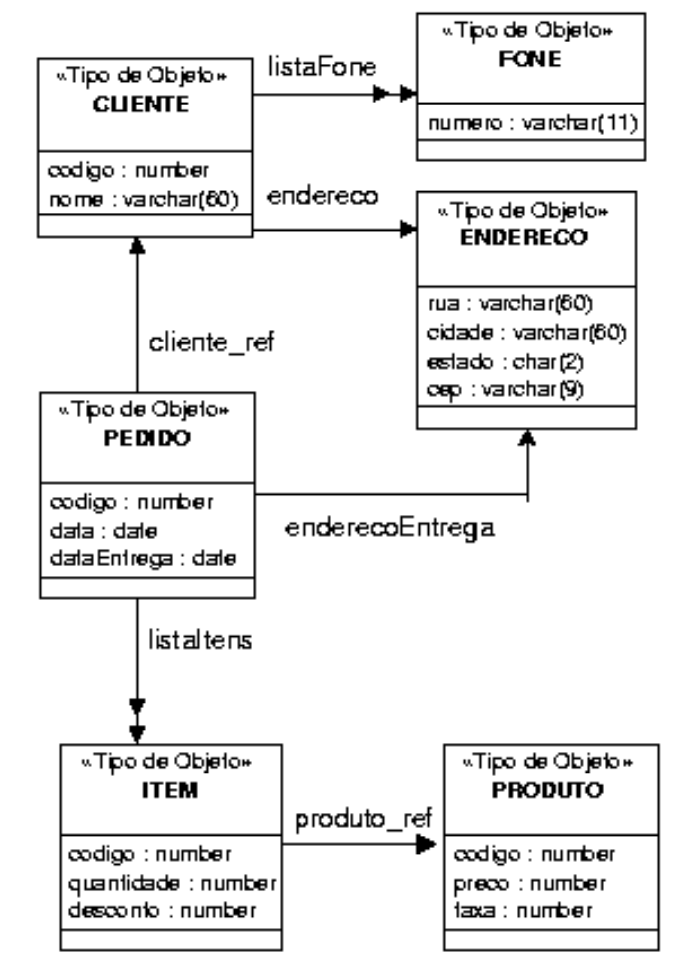 «Tipo de Objeto»
CLIENTE
codigo : number
nome : varchar(60)
listaFone
«Tipo de Objeto»
FONE
numero : varchar(11)
endereco
«Tipo de Objeto»
ENDERECO
rua : varchar(60)
cidade : varchar(60)
estado : char(2)
cep : varchar(9)
cliente_ref
«Tipo de Objeto»
PEDIDO
codigo : number
data : date
dataEntrega : date
enderecoEntrega
listaItens
«Tipo de Objeto»
ITEM
codigo : number
quantidade : number
desconto : number
produto_ref
«Tipo de Objeto»
PRODUTO
codigo : number
preco : number
taxa : number